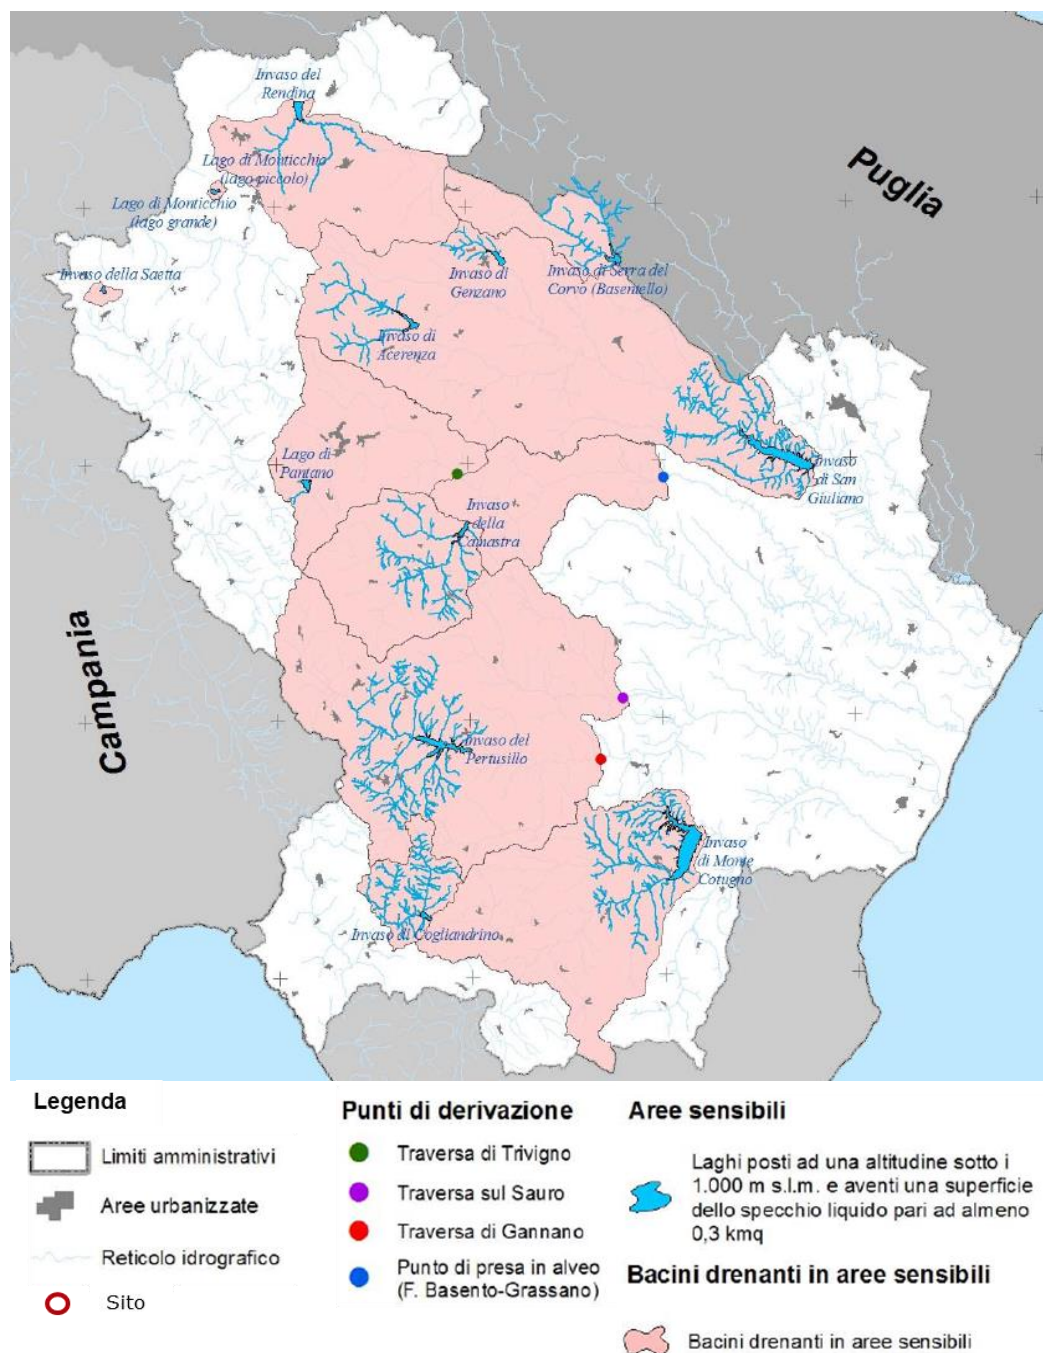 Invaso del
Rendina
Puglia
Lago di Monticchio
(lago piccolo)
Lago di Monticchio
(lago grande)
Invaso della Saetta
Invaso di
Genzano
Invaso di Serra del
Corvo (Basentello)
Invaso di
Acerenza
Lago di
Pantano
Invaso
di San
Giuliano
Invaso
della
Camastra
Campania
Invaso del
Pertusillo
Invaso
di Monte
Cotugno
Invaso di Cogliandrino
Legenda
Limiti amministrativi
Aree urbanizzate
Reticolo idrografico
Sito
Punti di derivazione
Traversa di Trivigno
Traversa sul Sauro
Traversa di Gannano
Punto di presa in alveo
(F. Basento-Grassano)
Aree sensibili
Laghi posti ad una altitudine sotto i
1.000 m s.l.m. e aventi una superficie
dello specchio liquido pari ad almeno
0,3 kmq
Bacini drenanti in aree sensibili
Bacini drenanti in aree sensibili